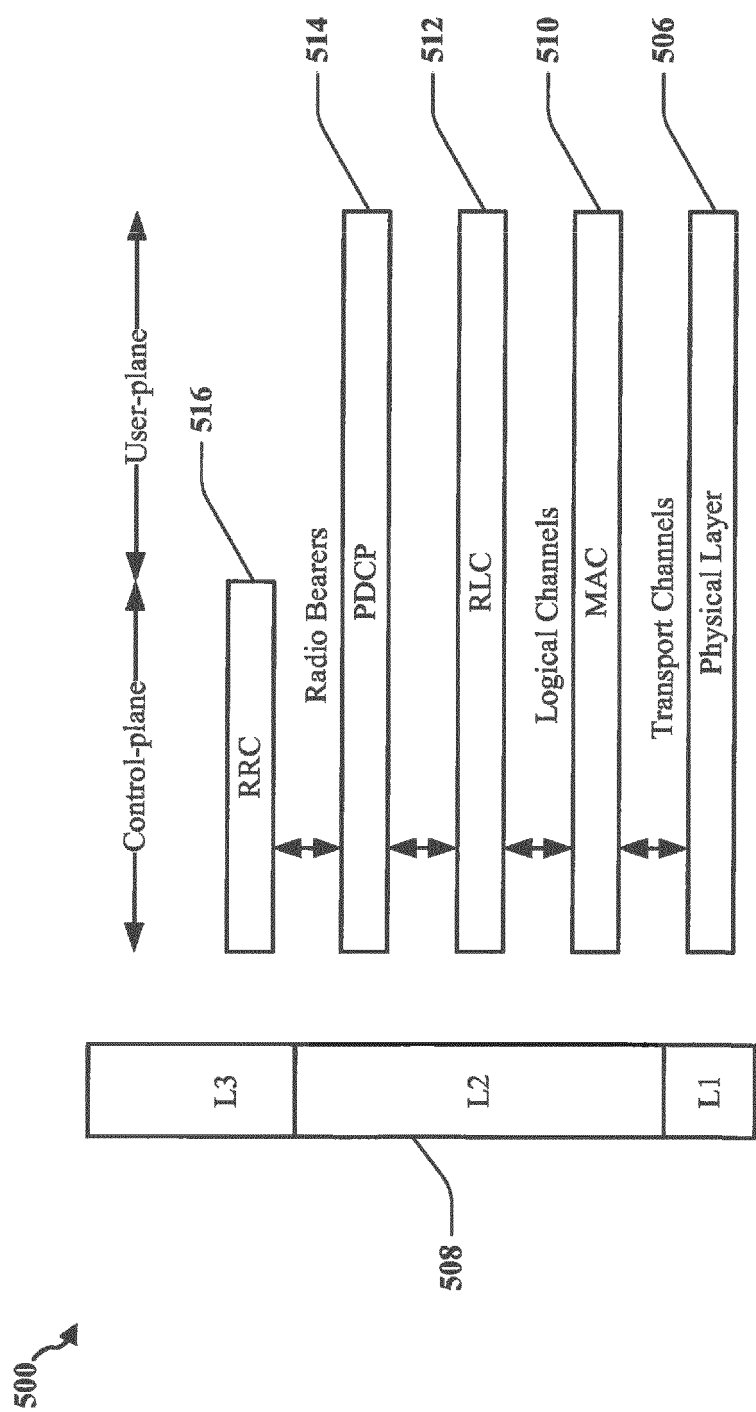 500
Control-plane
User-plane
516
RRC
L3
Radio Bearers
514
PDCP
508
L2
512
RLC
Logical Channels
510
MAC
Transport Channels
506
Physical Layer
L1